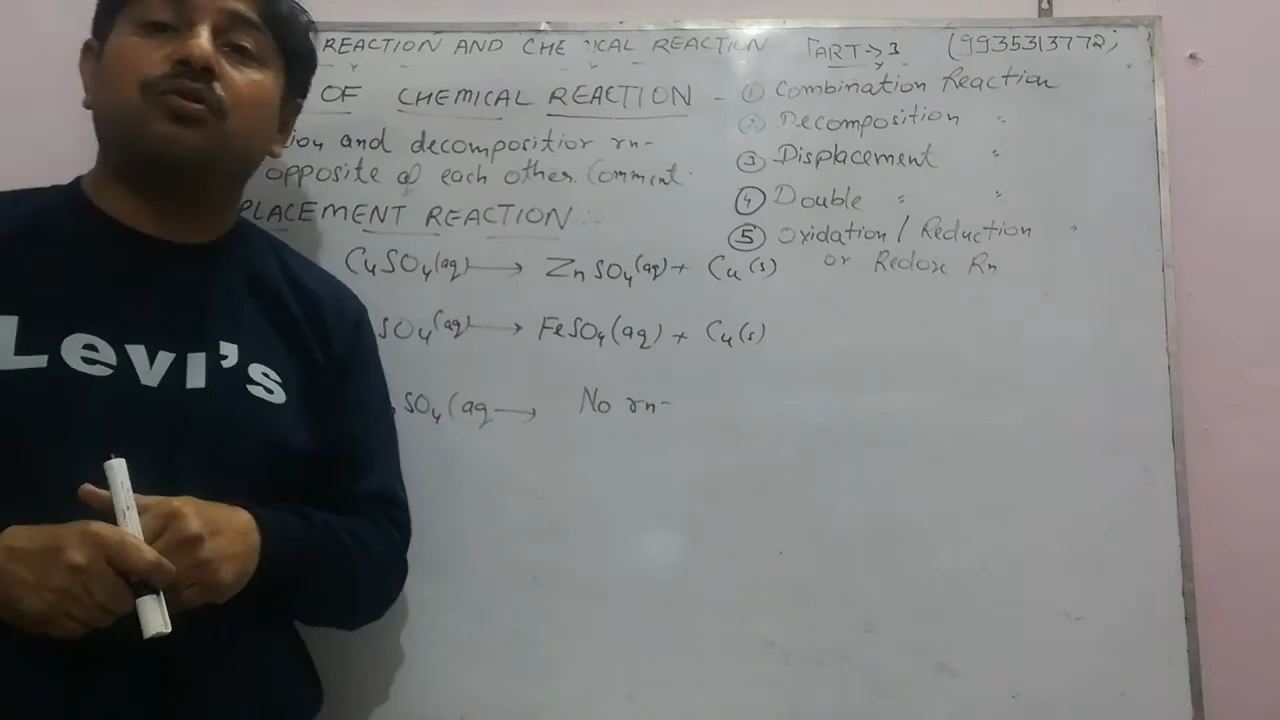 REACTION AND CHE ICAL REACTION PART → 3 (9935313772)
OF CHEMICAL REACTION - ① Combination Reaction
② Decomposition "
③ Displacement "
④ Double " "
⑤ Oxidation / Reduction "
or Redox Rn
ion and decomposition rn-
opposite of each other. Comment.
PLACEMENT REACTION :-
CuSO₄(aq) → ZnSO₄(aq) + Cu(s)
SO₄(aq) → FeSO₄(aq) + Cu(s)
SO₄(aq → No rn-
Levi's